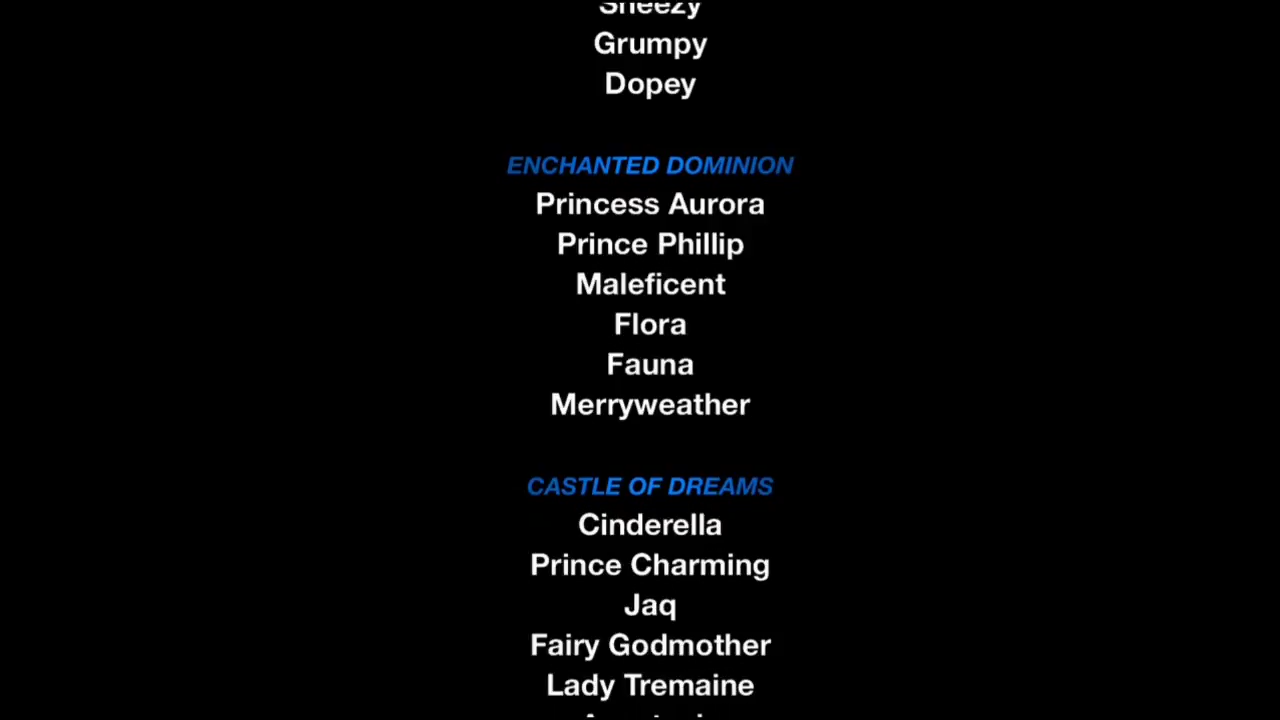 Sneezy
Grumpy
Dopey
ENCHANTED DOMINION
Princess Aurora
Prince Phillip
Maleficent
Flora
Fauna
Merryweather
CASTLE OF DREAMS
Cinderella
Prince Charming
Jaq
Fairy Godmother
Lady Tremaine